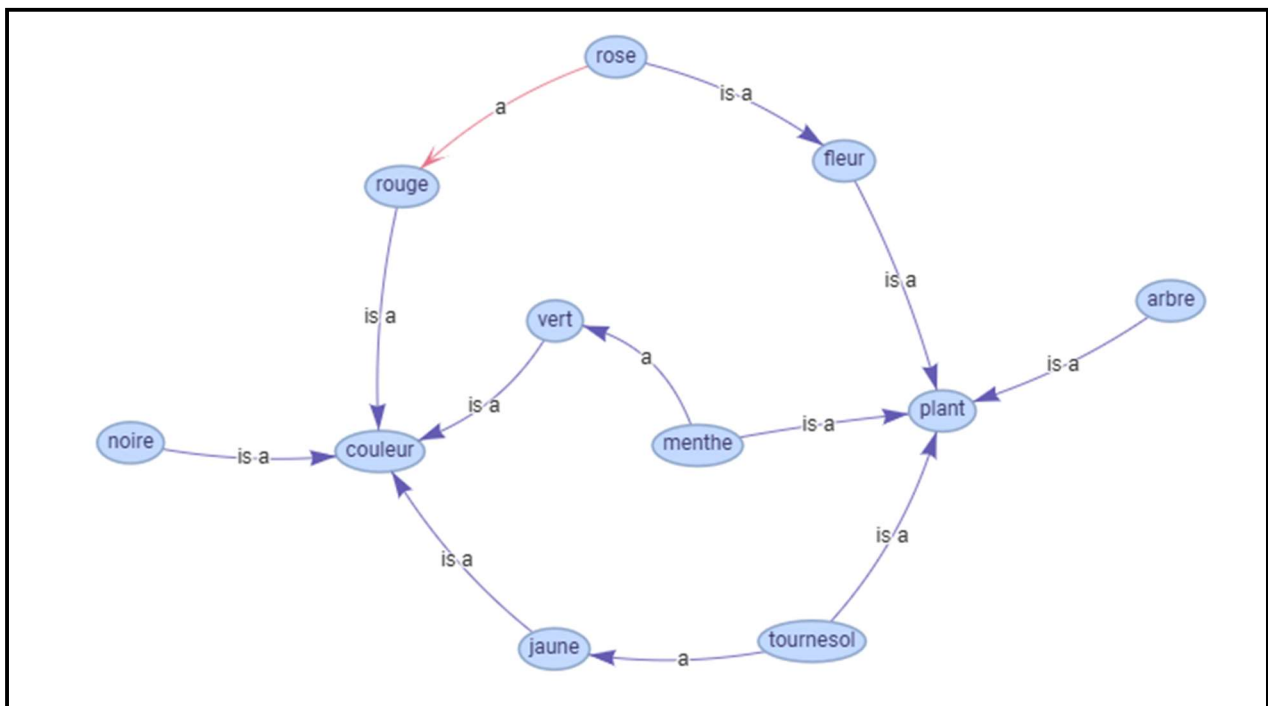 rose
a
is a
fleur
rouge
is a
arbre
is a
vert
a
is a
is a
plant
is a
noire
is a
couleur
menthe
is a
is a
jaune
a
tournesol